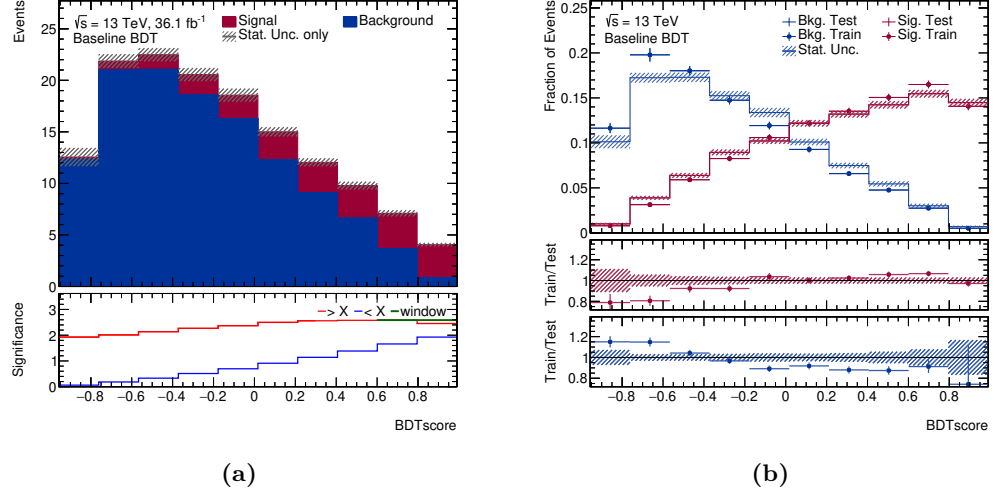 √s = 13 TeV, 36.1 fb⁻¹
Baseline BDT
Signal
Stat. Unc. only
Background
Events
25
20
15
10
5
0
> X < X window
Significance
3
2
1
0
−0.8 −0.6 −0.4 −0.2 0 0.2 0.4 0.6 0.8
BDTscore
(a)
√s = 13 TeV
Baseline BDT
Bkg. Test
Bkg. Train
Stat. Unc.
Sig. Test
Sig. Train
Fraction of Events
0.25
0.2
0.15
0.1
0.05
0
Train/Test
1.2
1
0.8
Train/Test
1.2
1
0.8
−0.8 −0.6 −0.4 −0.2 0 0.2 0.4 0.6 0.8
BDTscore
(b)